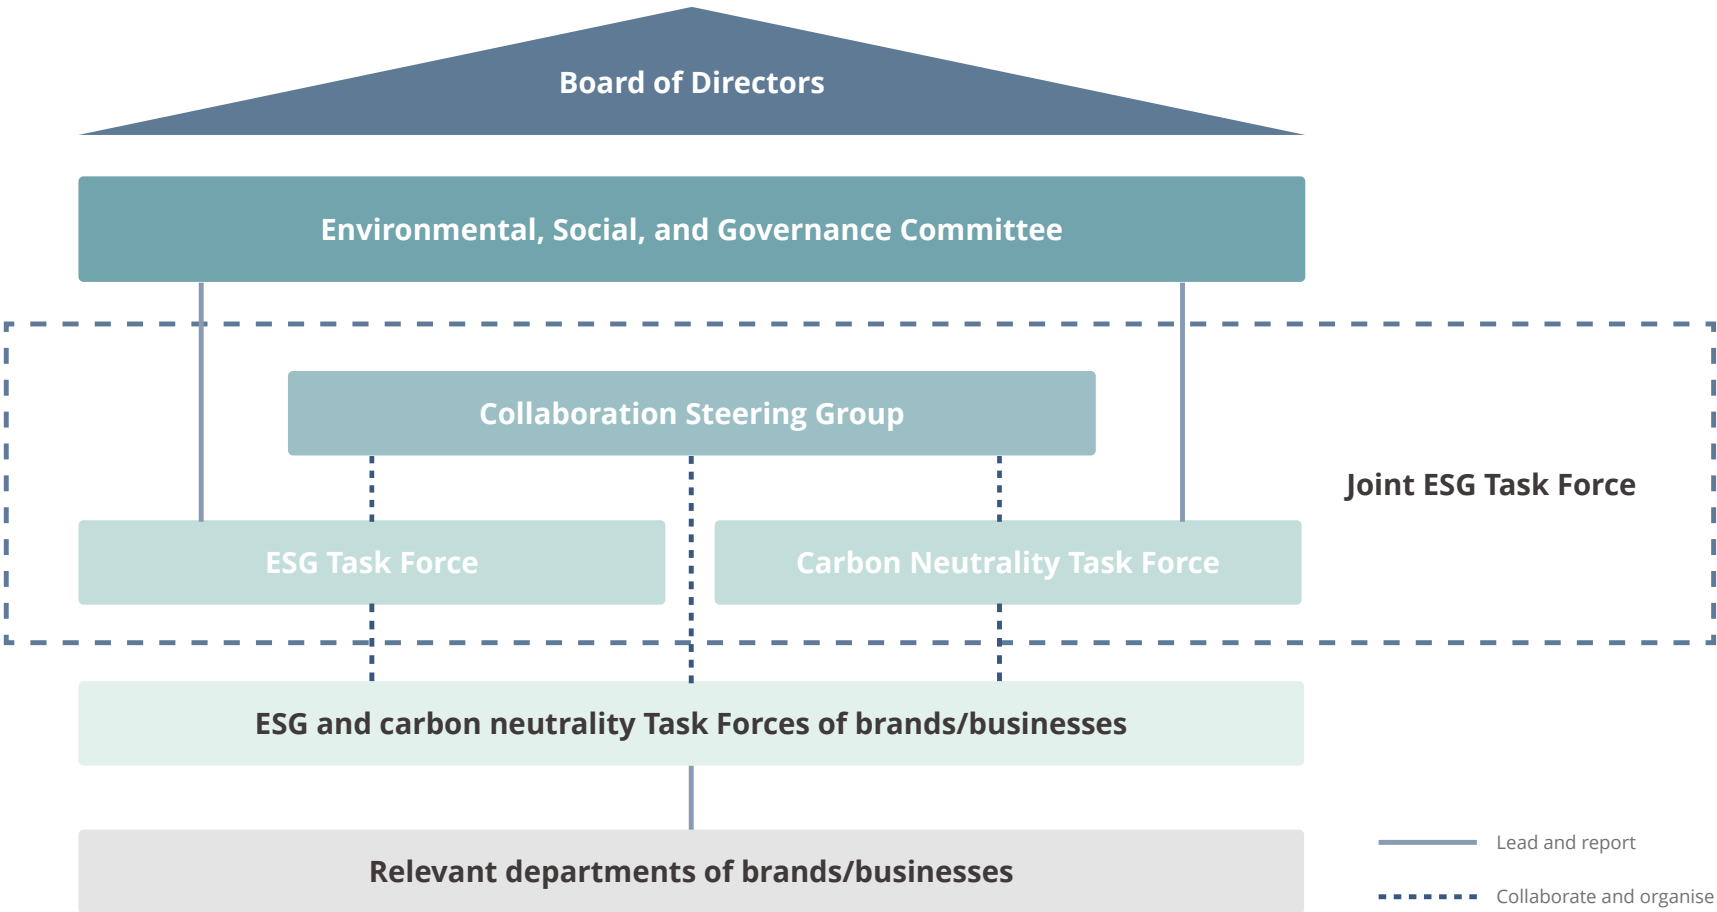 Board of Directors
Environmental, Social, and Governance Committee
Collaboration Steering Group
Joint ESG Task Force
ESG Task Force
Carbon Neutrality Task Force
ESG and carbon neutrality Task Forces of brands/businesses
Relevant departments of brands/businesses
Lead and report
Collaborate and organise